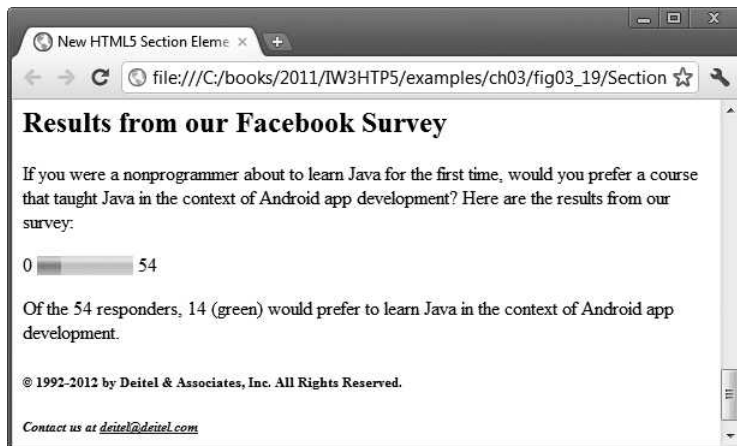 New HTML5 Section Eleme
file:///C:/books/2011/IW3HTP5/examples/ch03/fig03_19/Section
Results from our Facebook Survey
If you were a nonprogrammer about to learn Java for the first time, would you prefer a course
that taught Java in the context of Android app development? Here are the results from our
survey:
0 54
Of the 54 responders, 14 (green) would prefer to learn Java in the context of Android app
development.
© 1992-2012 by Deitel & Associates, Inc. All Rights Reserved.
Contact us at deitel@deitel.com